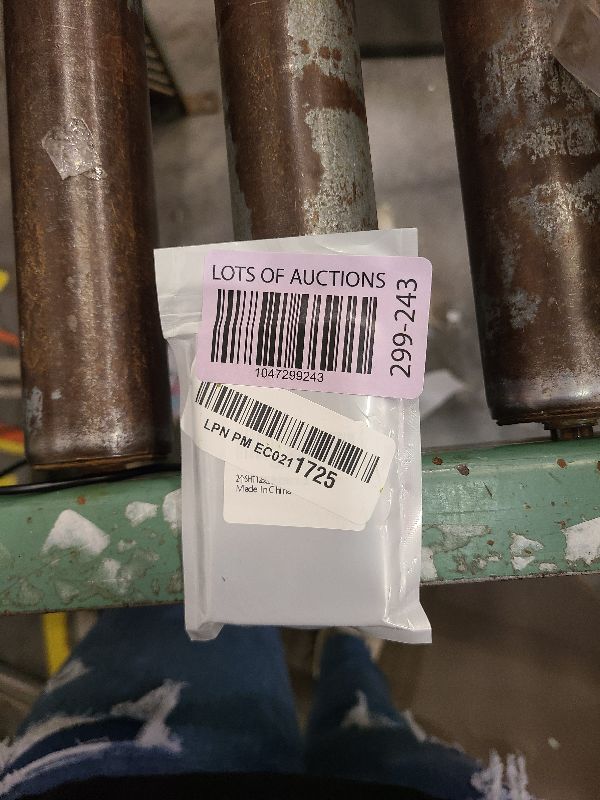 LOTS OF AUCTIONS
1047299243
299-243
LPN PM EC0211725
Made In China